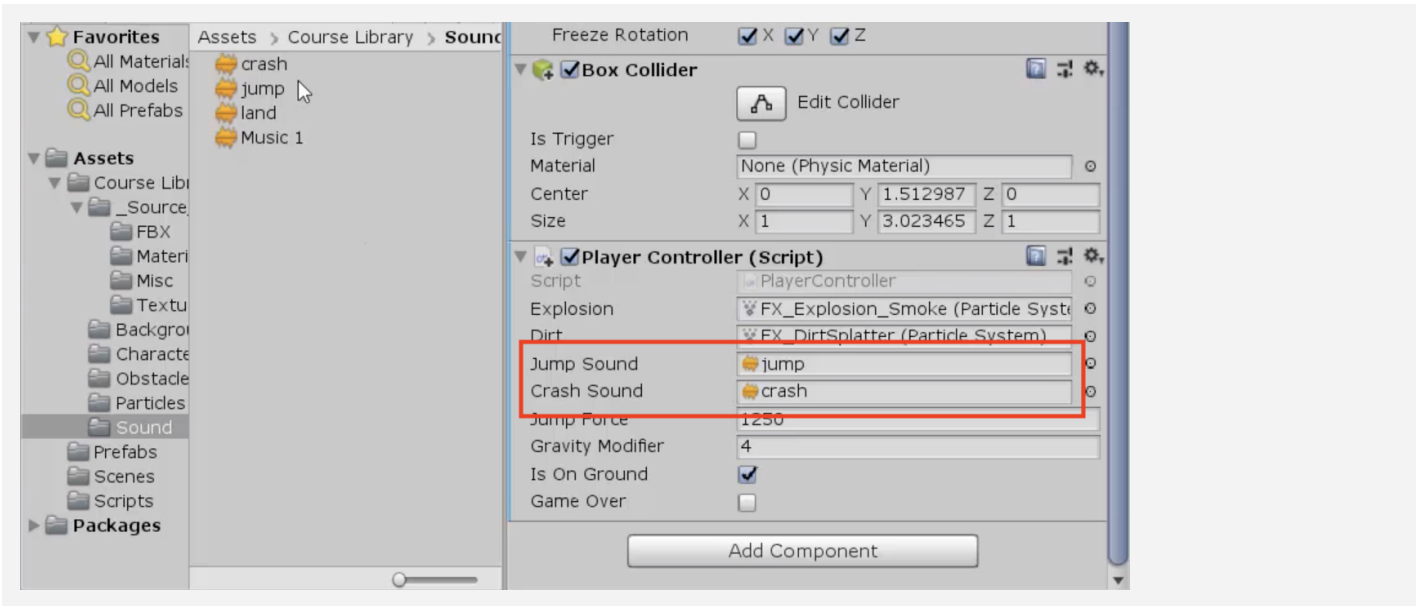 Favorites
All Materials
All Models
All Prefabs
Assets
Course Libr
_Source_
FBX
Materi
Misc
Textu
Backgrou
Characte
Obstacle
Particles
Sound
Prefabs
Scenes
Scripts
Packages
Assets > Course Library > Sound
crash
jump
land
Music 1
Freeze Rotation X Y Z
Box Collider
Edit Collider
Is Trigger
Material None (Physic Material)
Center X 0 Y 1.512987 Z 0
Size X 1 Y 3.023465 Z 1
Player Controller (Script)
Script PlayerController
Explosion FX_Explosion_Smoke (Particle Syste
Dirt FX_DirtSplatter (Particle System)
Jump Sound jump
Crash Sound crash
Jump Force 1250
Gravity Modifier 4
Is On Ground
Game Over
Add Component